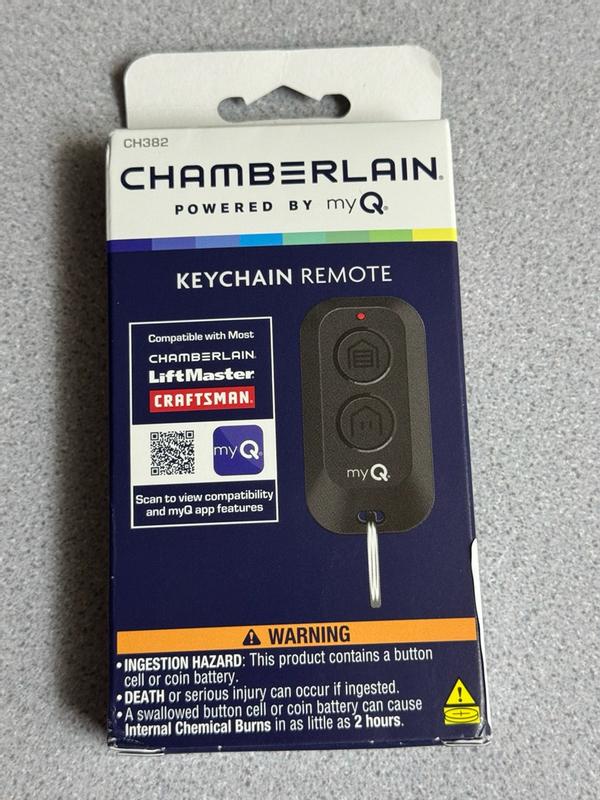 CH382
CHAMBERLAIN®
POWERED BY myQ®
KEYCHAIN REMOTE
Compatible with Most
CHAMBERLAIN®
LiftMaster®
CRAFTSMAN®
myQ®
Scan to view compatibility
and myQ app features
myQ®
WARNING
• INGESTION HAZARD: This product contains a button
cell or coin battery.
• DEATH or serious injury can occur if ingested.
• A swallowed button cell or coin battery can cause
Internal Chemical Burns in as little as 2 hours.